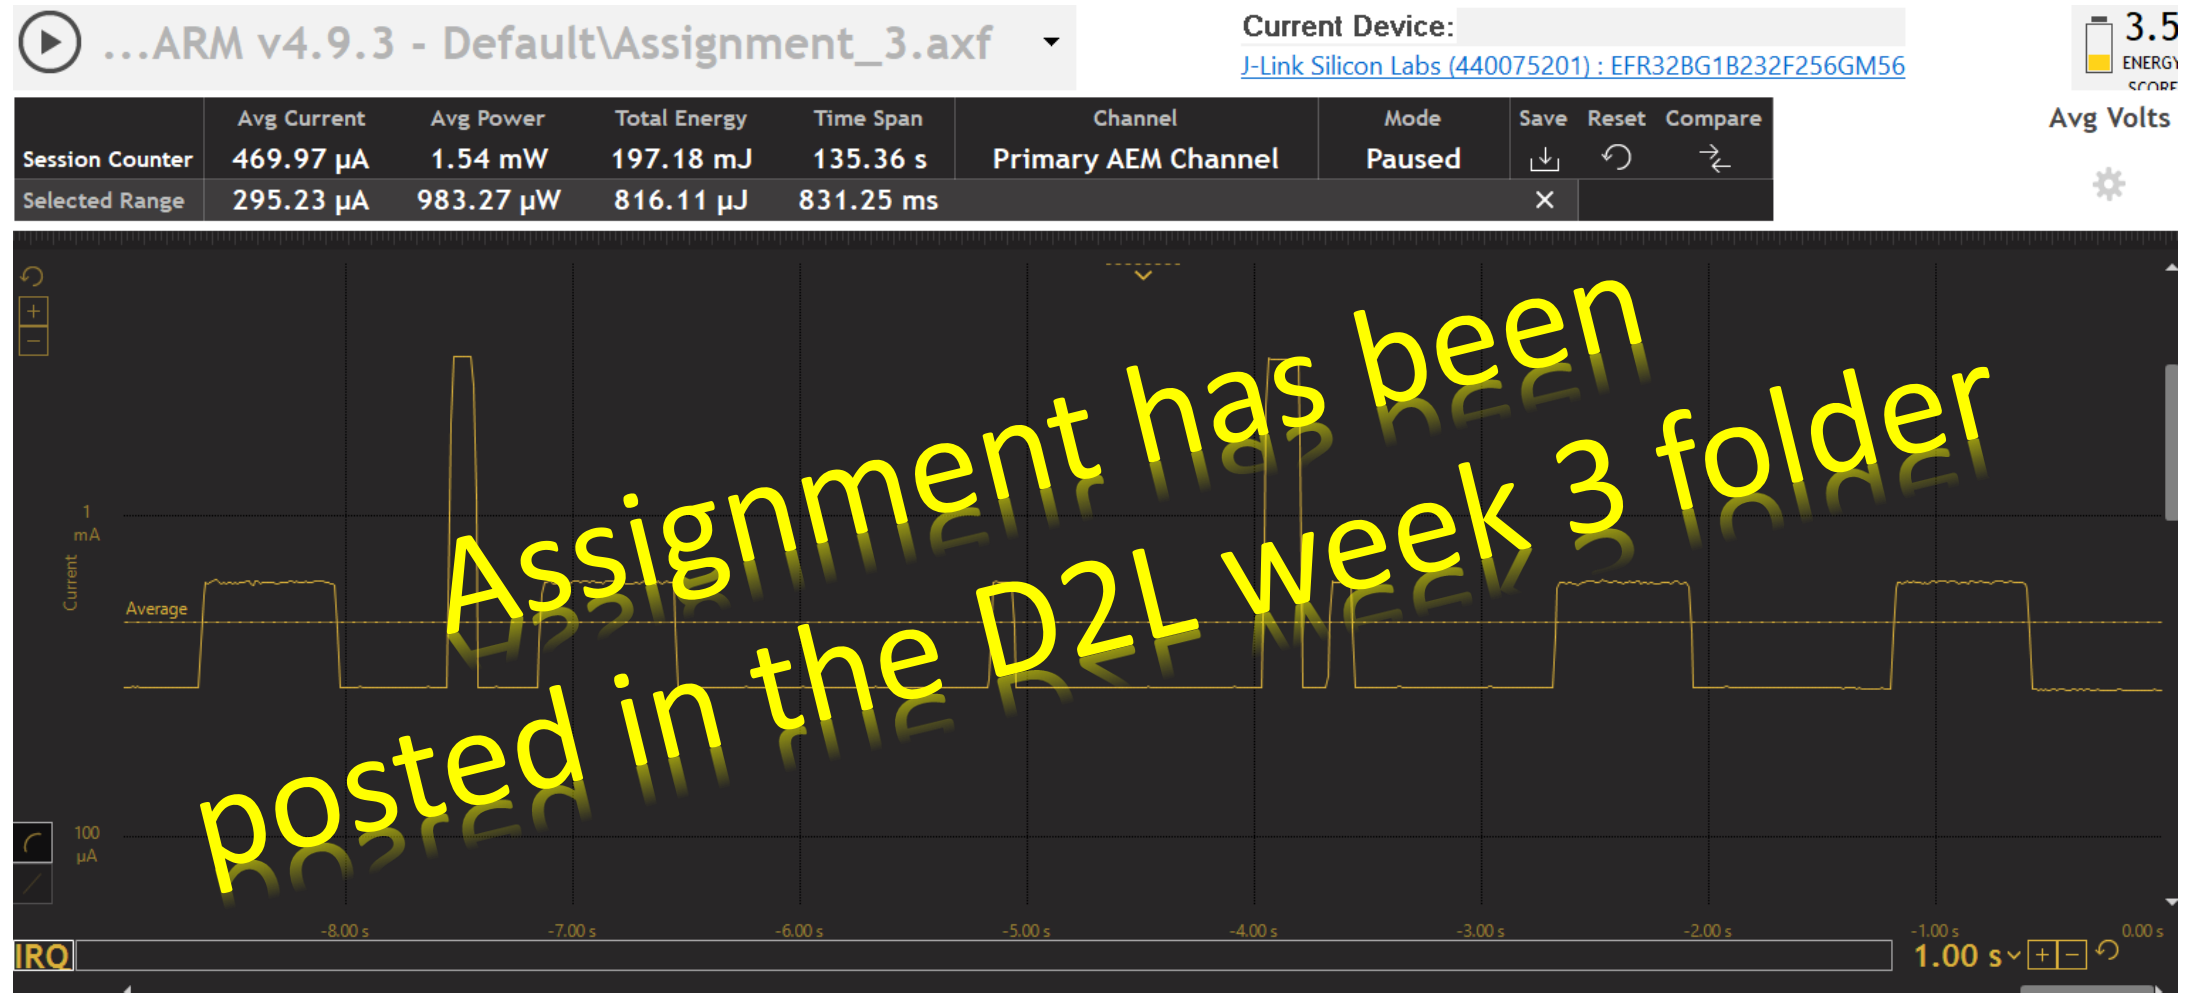 ...ARM v4.9.3 - Default\Assignment_3.axf
Current Device:
J-Link Silicon Labs (440075201) : EFR32BG1B232F256GM56
3.5
ENERGY
SCORE
Avg Current Avg Power Total Energy Time Span Channel Mode Save Reset Compare
Session Counter 469.97 µA 1.54 mW 197.18 mJ 135.36 s Primary AEM Channel Paused
Selected Range 295.23 µA 983.27 µW 816.11 µJ 831.25 ms
Avg Volts
Assignment has been
posted in the D2L week 3 folder
1
mA
Current
Average
100
µA
-8.00 s -7.00 s -6.00 s -5.00 s -4.00 s -3.00 s -2.00 s -1.00 s 0.00 s
IRQ
1.00 s